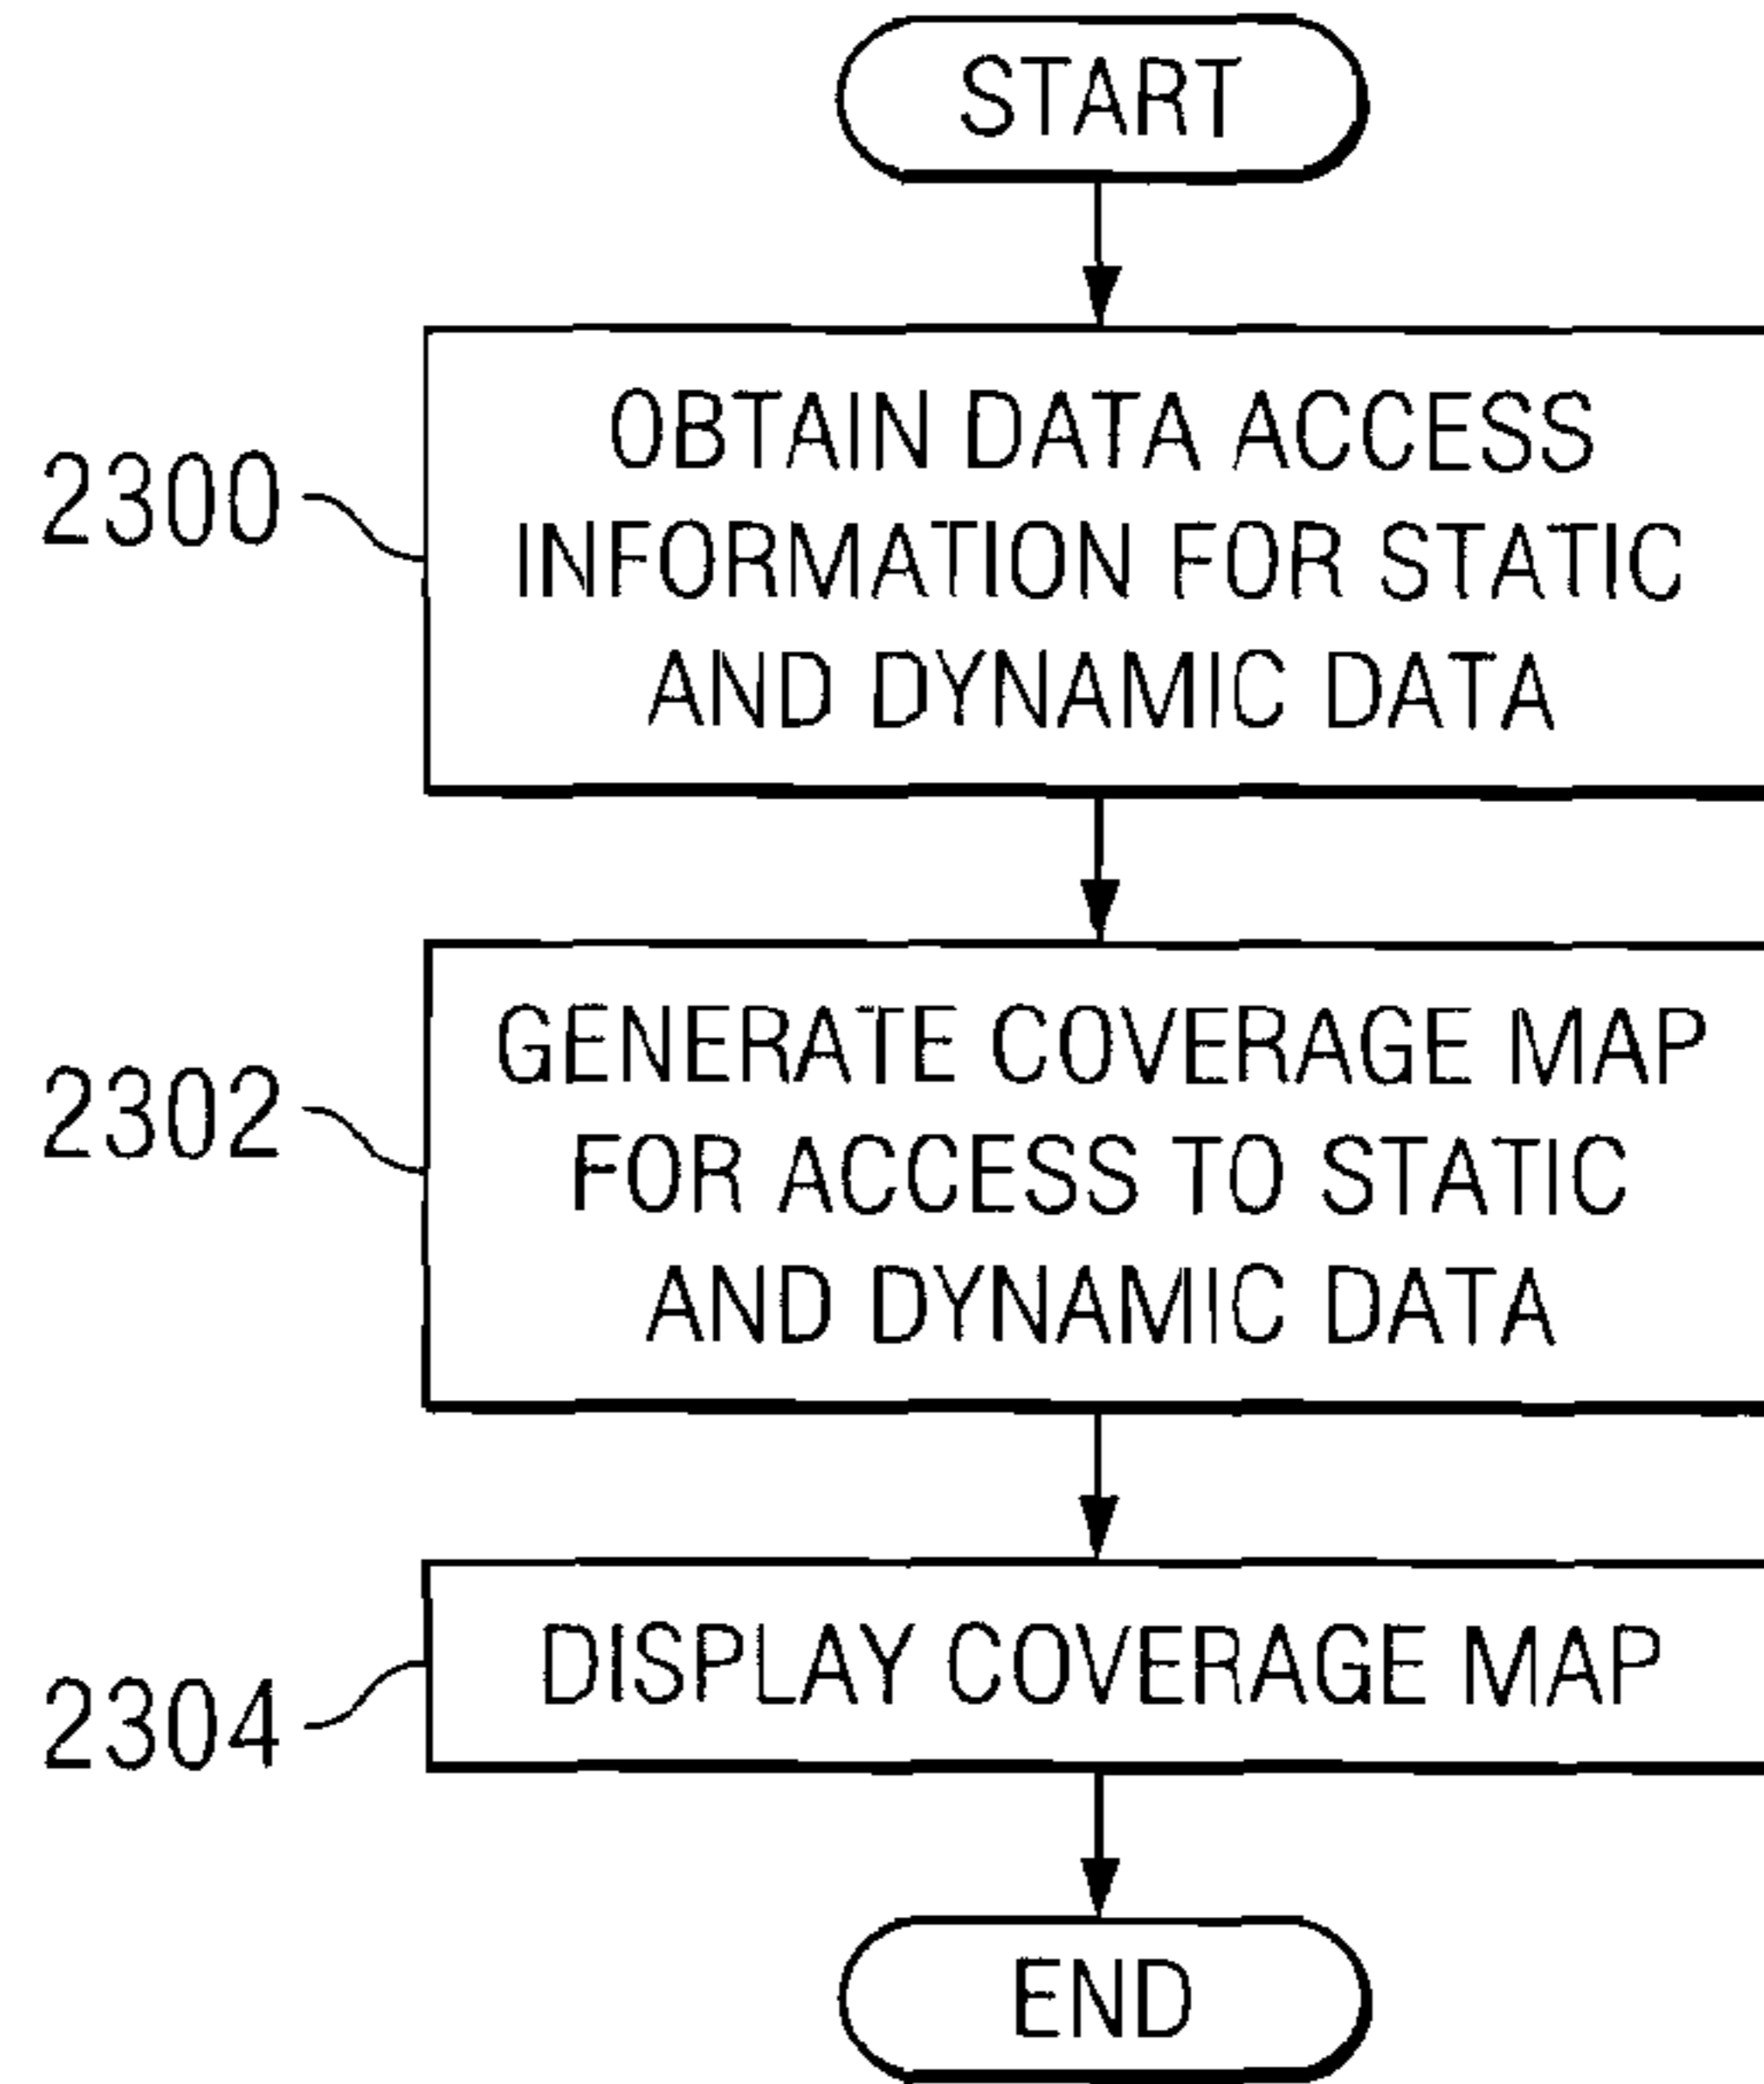 START
2300
OBTAIN DATA ACCESS
INFORMATION FOR STATIC
AND DYNAMIC DATA
2302
GENERATE COVERAGE MAP
FOR ACCESS TO STATIC
AND DYNAMIC DATA
2304
DISPLAY COVERAGE MAP
END